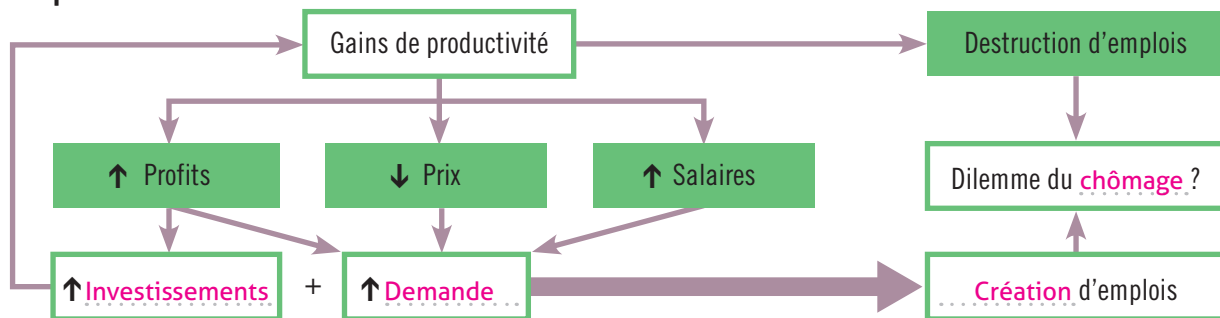 Gains de productivité
Destruction d'emplois
↑ Profits
↓ Prix
↑ Salaires
Dilemme du chômage ?
↑ Investissements
+
↑ Demande
Création d'emplois